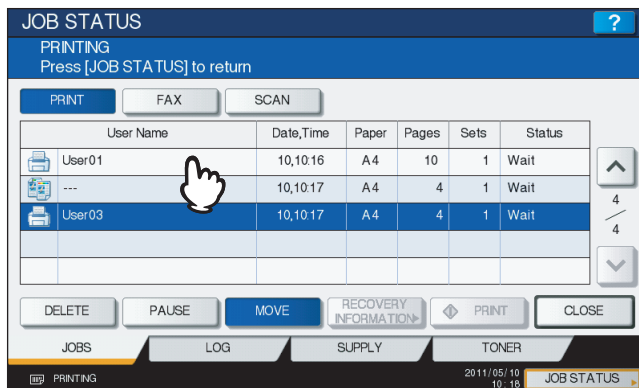 JOB STATUS
?
PRINTING
Press [JOB STATUS] to return
PRINT FAX SCAN
User Name Date,Time Paper Pages Sets Status
User01 10,10:16 A4 10 1 Wait
--- 10,10:17 A4 4 1 Wait
User03 10,10:17 A4 4 1 Wait
4
4
DELETE PAUSE MOVE RECOVERY INFORMATION PRINT CLOSE
JOBS LOG SUPPLY TONER
PRINTING
2011/05/10
10:18
JOB STATUS